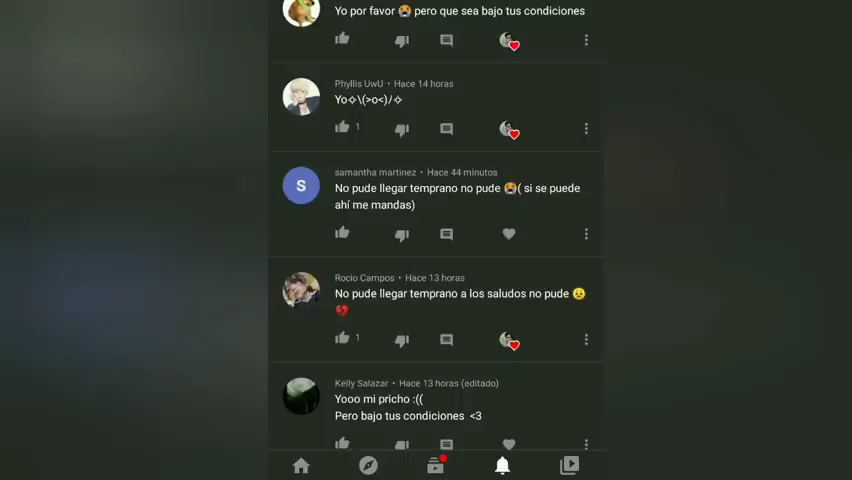 Yo por favor 😭 pero que sea bajo tus condiciones
Phyllis UwU • Hace 14 horas
Yo✧\(>o<)ﾉ✧
1
samantha martinez • Hace 44 minutos
S
No pude llegar temprano no pude 😭( si se puede
ahí me mandas)
Rocio Campos • Hace 13 horas
No pude llegar temprano a los saludos no pude 😣
💔
1
Kelly Salazar • Hace 13 horas (editado)
Yooo mi pricho :((
Pero bajo tus condiciones <3